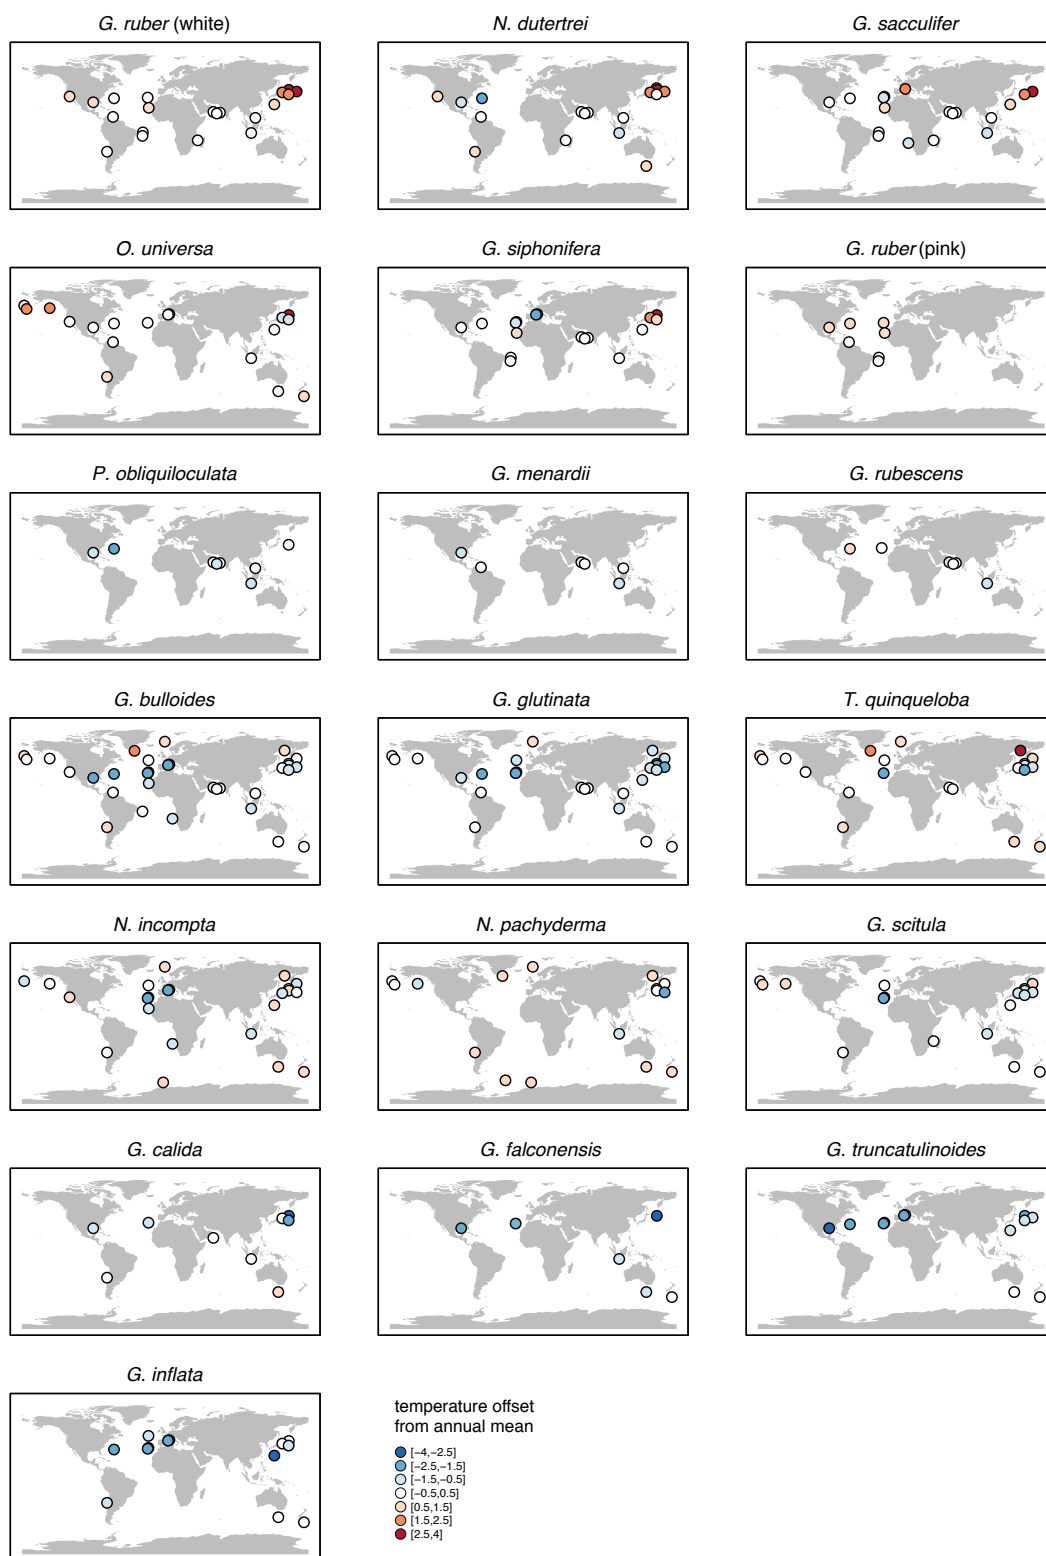 G. ruber (white)
N. dutertrei
G. sacculifer
O. universa
G. siphonifera
G. ruber (pink)
P. obliquiloculata
G. menardii
G. rubescens
G. bulloides
G. glutinata
T. quinqueloba
N. incompta
N. pachyderma
G. scitula
G. calida
G. falconensis
G. truncatulinoides
G. inflata
temperature offset
from annual mean
[−4,−2.5]
[−2.5,−1.5]
[−1.5,−0.5]
[−0.5,0.5]
[0.5,1.5]
[1.5,2.5]
[2.5,4]